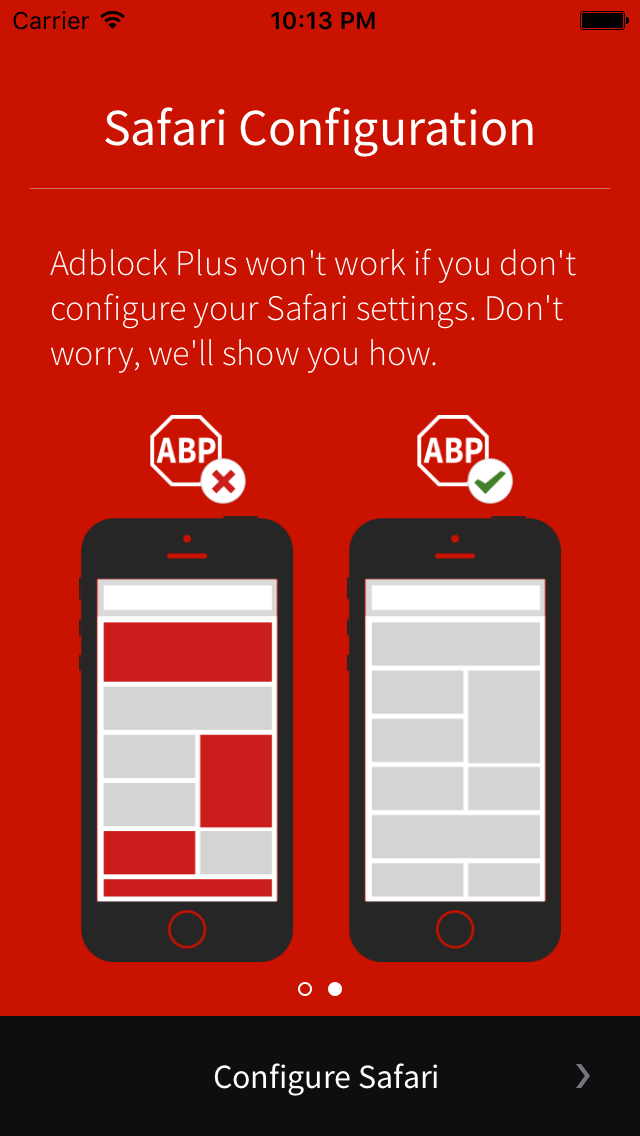 Carrier 10:13 PM
Safari Configuration
Adblock Plus won't work if you don't
configure your Safari settings. Don't
worry, we'll show you how.
ABP ABP
Configure Safari